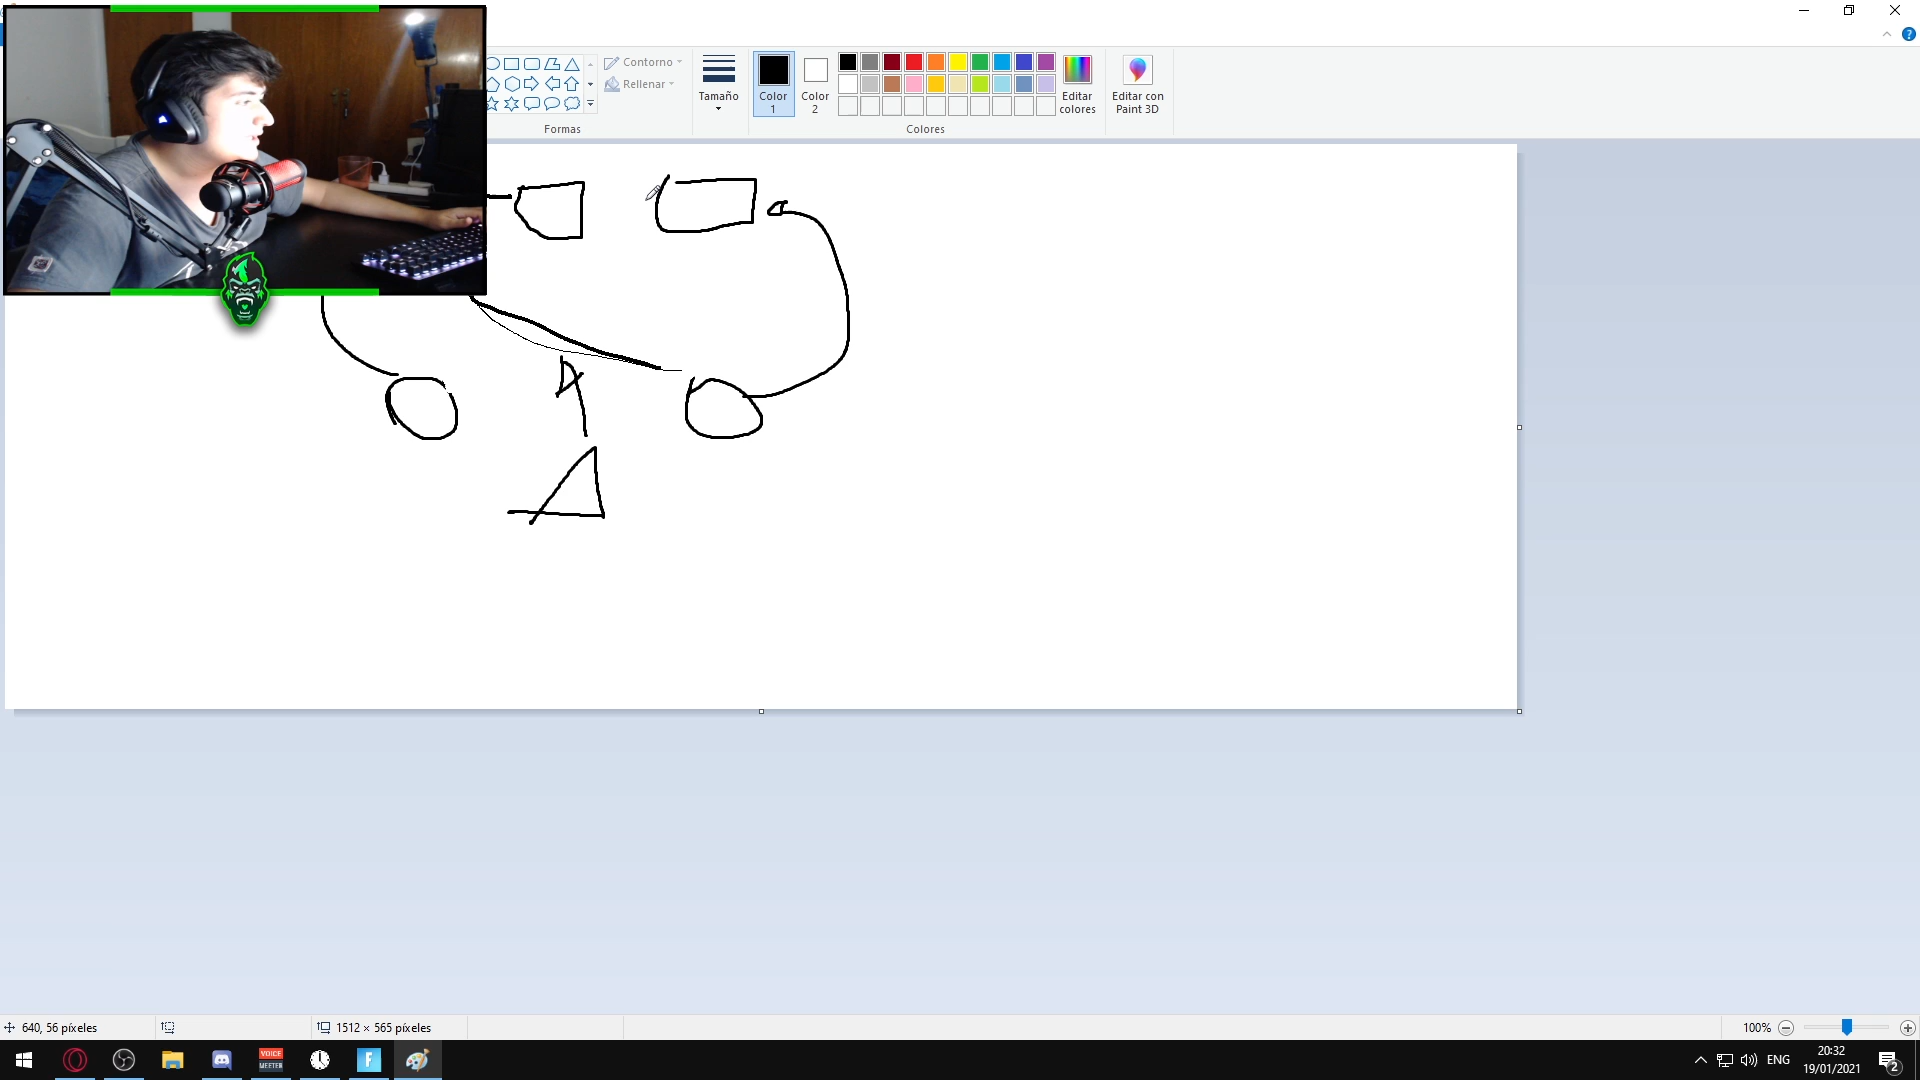 Contorno
Rellenar
Formas
Tamaño
Color
1
Color
2
Colores
Editar
colores
Editar con
Paint 3D
640, 56 píxeles
1512 × 565 píxeles
100%
VOICE
MEETER
F
ENG
20:32
19/01/2021
2